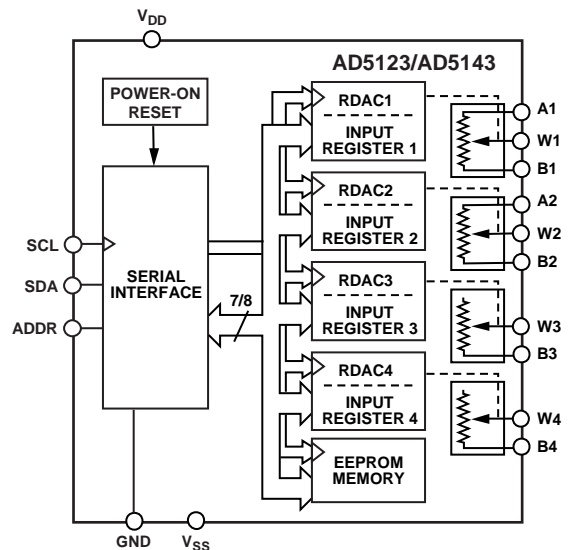 VDD
AD5123/AD5143
POWER-ON
RESET
RDAC1
INPUT
REGISTER 1
A1
W1
B1
RDAC2
INPUT
REGISTER 2
A2
W2
B2
SCL
SDA
ADDR
SERIAL
INTERFACE
7/8
RDAC3
INPUT
REGISTER 3
W3
B3
RDAC4
INPUT
REGISTER 4
W4
B4
EEPROM
MEMORY
GND
VSS